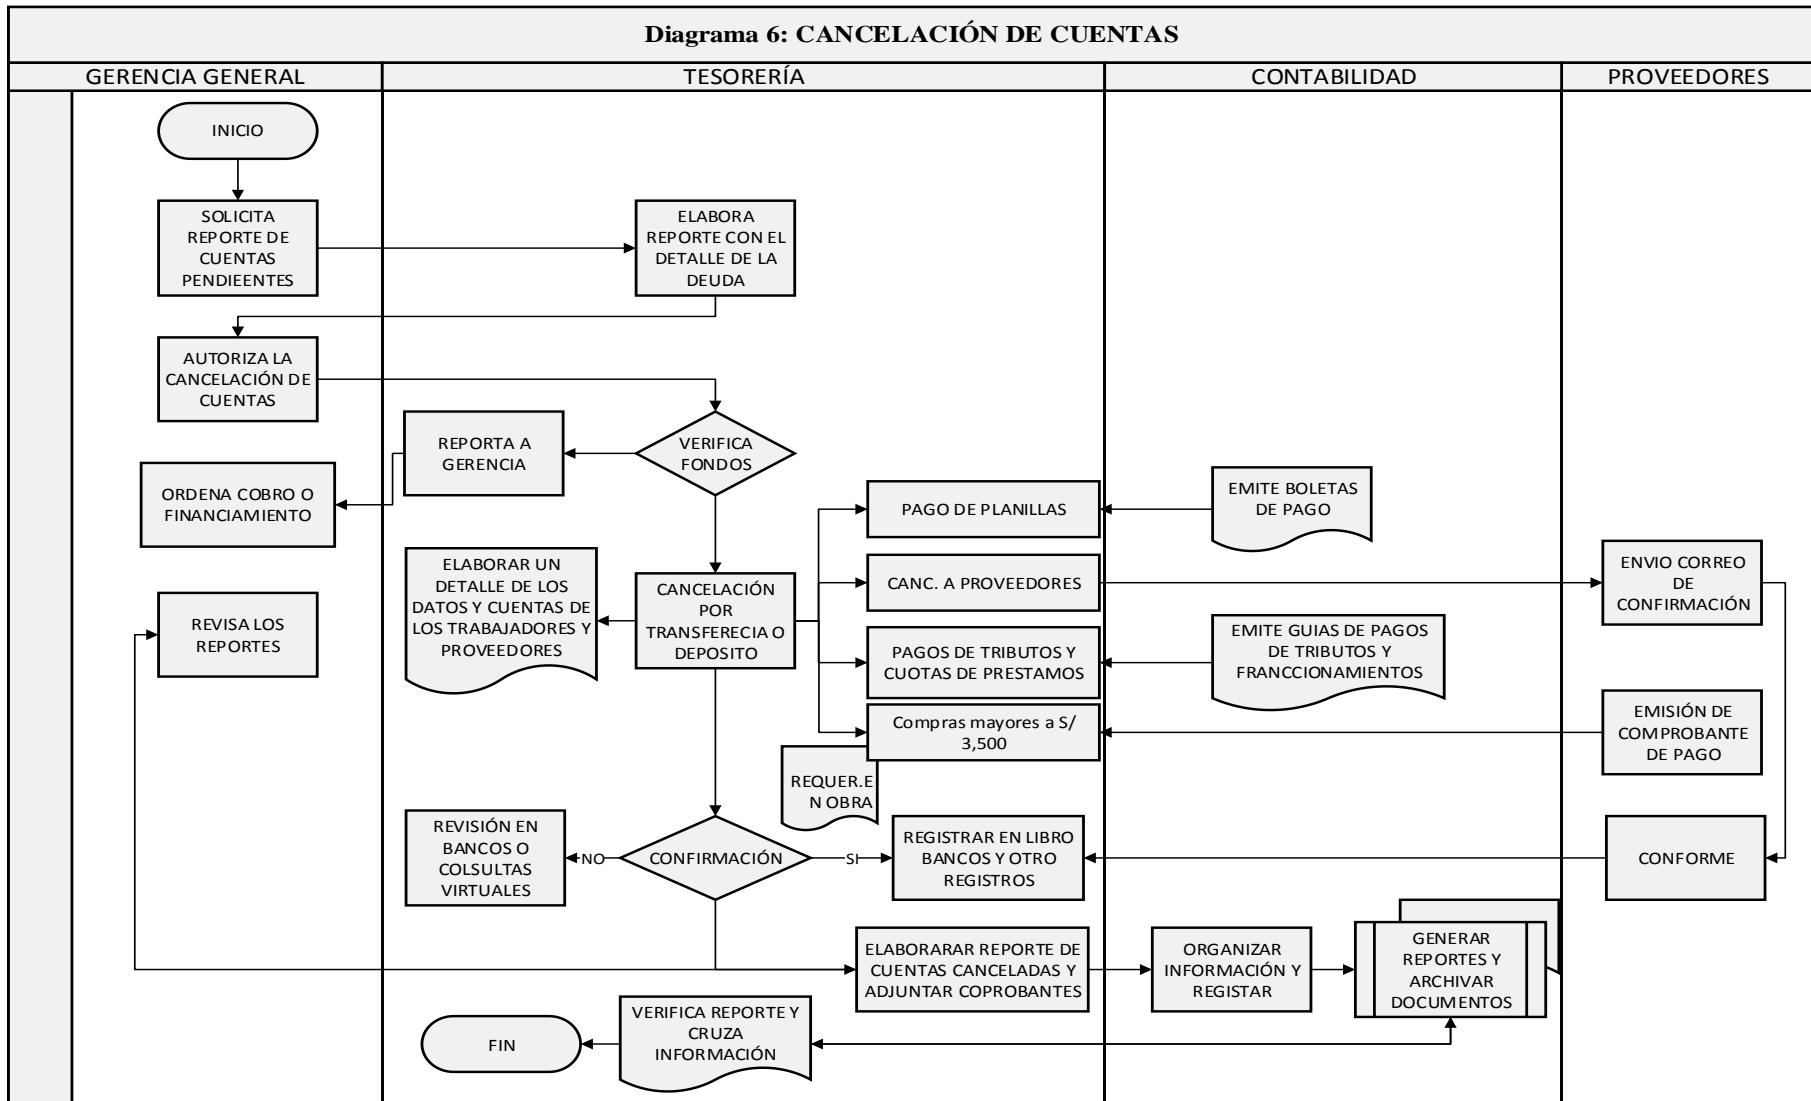 Diagrama 6: CANCELACIÓN DE CUENTAS
GERENCIA GENERAL
TESORERÍA
CONTABILIDAD
PROVEEDORES
INICIO
SOLICITA
REPORTE DE
CUENTAS
PENDIEENTES
ELABORA
REPORTE CON EL
DETALLE DE LA
DEUDA
AUTORIZA LA
CANCELACIÓN DE
CUENTAS
REPORTA A
GERENCIA
VERIFICA
FONDOS
ORDENA COBRO O
FINANCIAMIENTO
PAGO DE PLANILLAS
EMITE BOLETAS
DE PAGO
ELABORAR UN
DETALLE DE LOS
DATOS Y CUENTAS DE
LOS TRABAJADORES Y
PROVEEDORES
CANCELACIÓN
POR
TRANSFERECIA O
DEPOSITO
CANC. A PROVEEDORES
ENVIO CORREO
DE
CONFIRMACIÓN
REVISA LOS
REPORTES
PAGOS DE TRIBUTOS Y
CUOTAS DE PRESTAMOS
EMITE GUIAS DE PAGOS
DE TRIBUTOS Y
FRANCCIONAMIENTOS
Compras mayores a S/
3,500
EMISIÓN DE
COMPROBANTE
DE PAGO
REQUER.E
N OBRA
REVISIÓN EN
BANCOS O
COLSULTAS
VIRTUALES
NO
CONFIRMACIÓN
SI
REGISTRAR EN LIBRO
BANCOS Y OTRO
REGISTROS
CONFORME
ELABORARAR REPORTE DE
CUENTAS CANCELADAS Y
ADJUNTAR COPROBANTES
ORGANIZAR
INFORMACIÓN Y
REGISTAR
GENERAR
REPORTES Y
ARCHIVAR
DOCUMENTOS
FIN
VERIFICA REPORTE Y
CRUZA
INFORMACIÓN